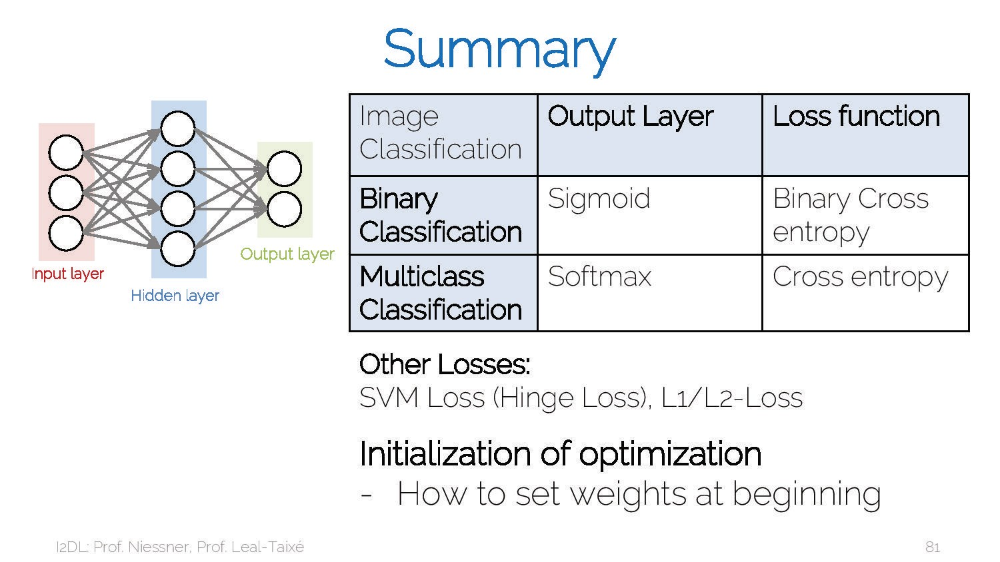 Summary
Input layer
Hidden layer
Output layer
Image
Classification
Output Layer
Loss function
Binary
Classification
Sigmoid
Binary Cross
entropy
Multiclass
Classification
Softmax
Cross entropy
Other Losses:
SVM Loss (Hinge Loss), L1/L2-Loss
Initialization of optimization
- How to set weights at beginning
I2DL: Prof. Niessner, Prof. Leal-Taixé
81